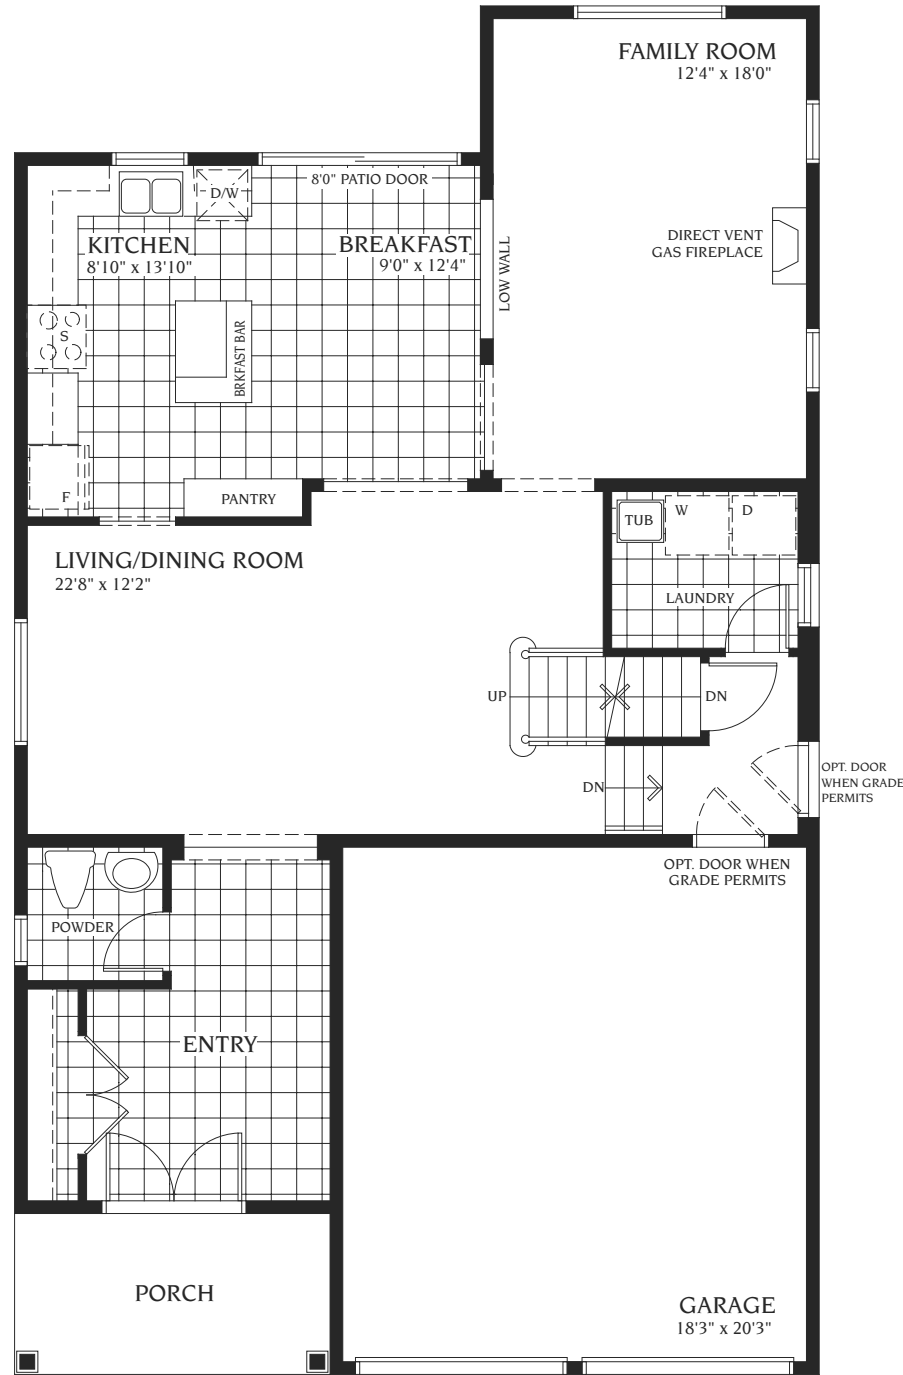 FAMILY ROOM
12'4" x 18'0"
8'0" PATIO DOOR
D/W
KITCHEN
8'10" x 13'10"
BREAKFAST
9'0" x 12'4"
LOW WALL
DIRECT VENT
GAS FIREPLACE
S
BRKFAST BAR
F
PANTRY
TUB
W
D
LIVING/DINING ROOM
22'8" x 12'2"
LAUNDRY
UP
DN
DN
OPT. DOOR
WHEN GRADE
PERMITS
OPT. DOOR WHEN
GRADE PERMITS
POWDER
ENTRY
PORCH
GARAGE
18'3" x 20'3"